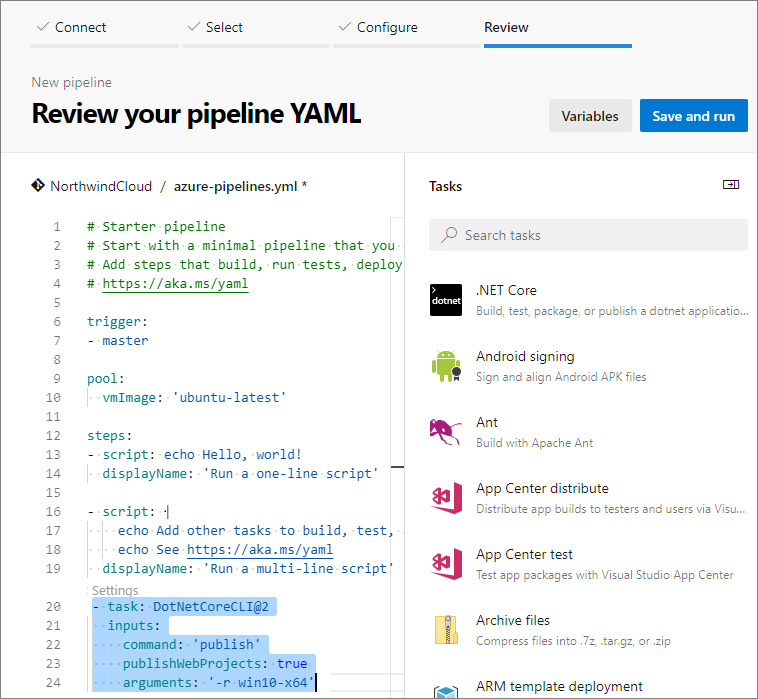 Connect
Select
Configure
Review
New pipeline
Review your pipeline YAML
Variables
Save and run
NorthwindCloud / azure-pipelines.yml *
1 # Starter pipeline
2 # Start with a minimal pipeline that you
3 # Add steps that build, run tests, deploy
4 # https://aka.ms/yaml
5
6 trigger:
7 - master
8
9 pool:
10   vmImage: 'ubuntu-latest'
11
12 steps:
13 - script: echo Hello, world!
14   displayName: 'Run a one-line script'
15
16 - script: |
17     echo Add other tasks to build, test,
18     echo See https://aka.ms/yaml
19   displayName: 'Run a multi-line script'
Settings
20 - task: DotNetCoreCLI@2
21   inputs:
22     command: 'publish'
23     publishWebProjects: true
24     arguments: '-r win10-x64'
Tasks
Search tasks
dotnet
.NET Core
Build, test, package, or publish a dotnet applicatio...
Android signing
Sign and align Android APK files
Ant
Build with Apache Ant
App Center distribute
Distribute app builds to testers and users via Visu...
App Center test
Test app packages with Visual Studio App Center
Archive files
Compress files into .7z, .tar.gz, or .zip
ARM template deployment